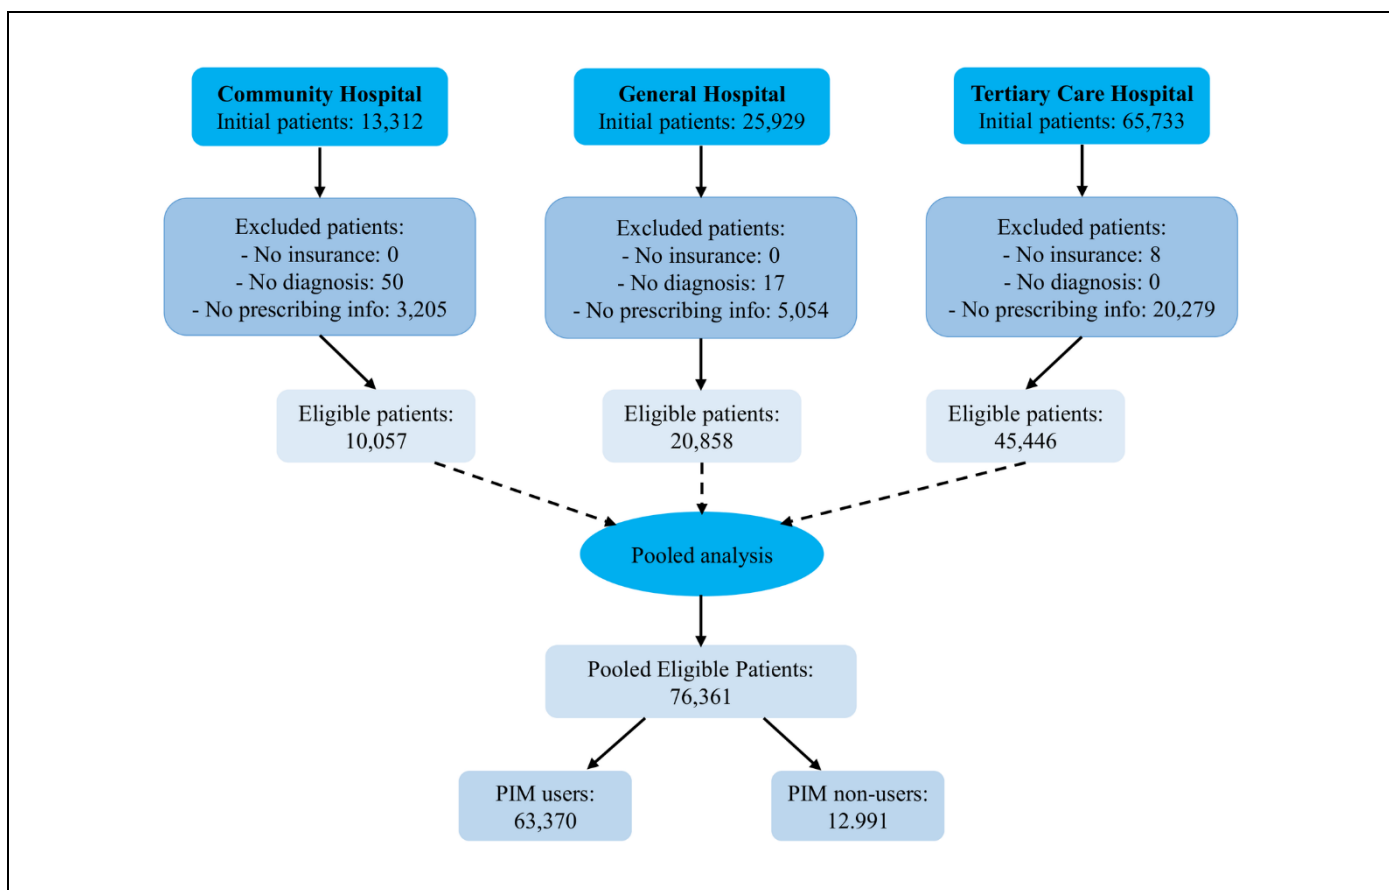 Community Hospital
Initial patients: 13,312
General Hospital
Initial patients: 25,929
Tertiary Care Hospital
Initial patients: 65,733
Excluded patients:
- No insurance: 0
- No diagnosis: 50
- No prescribing info: 3,205
Excluded patients:
- No insurance: 0
- No diagnosis: 17
- No prescribing info: 5,054
Excluded patients:
- No insurance: 8
- No diagnosis: 0
- No prescribing info: 20,279
Eligible patients:
10,057
Eligible patients:
20,858
Eligible patients:
45,446
Pooled analysis
Pooled Eligible Patients:
76,361
PIM users:
63,370
PIM non-users:
12.991